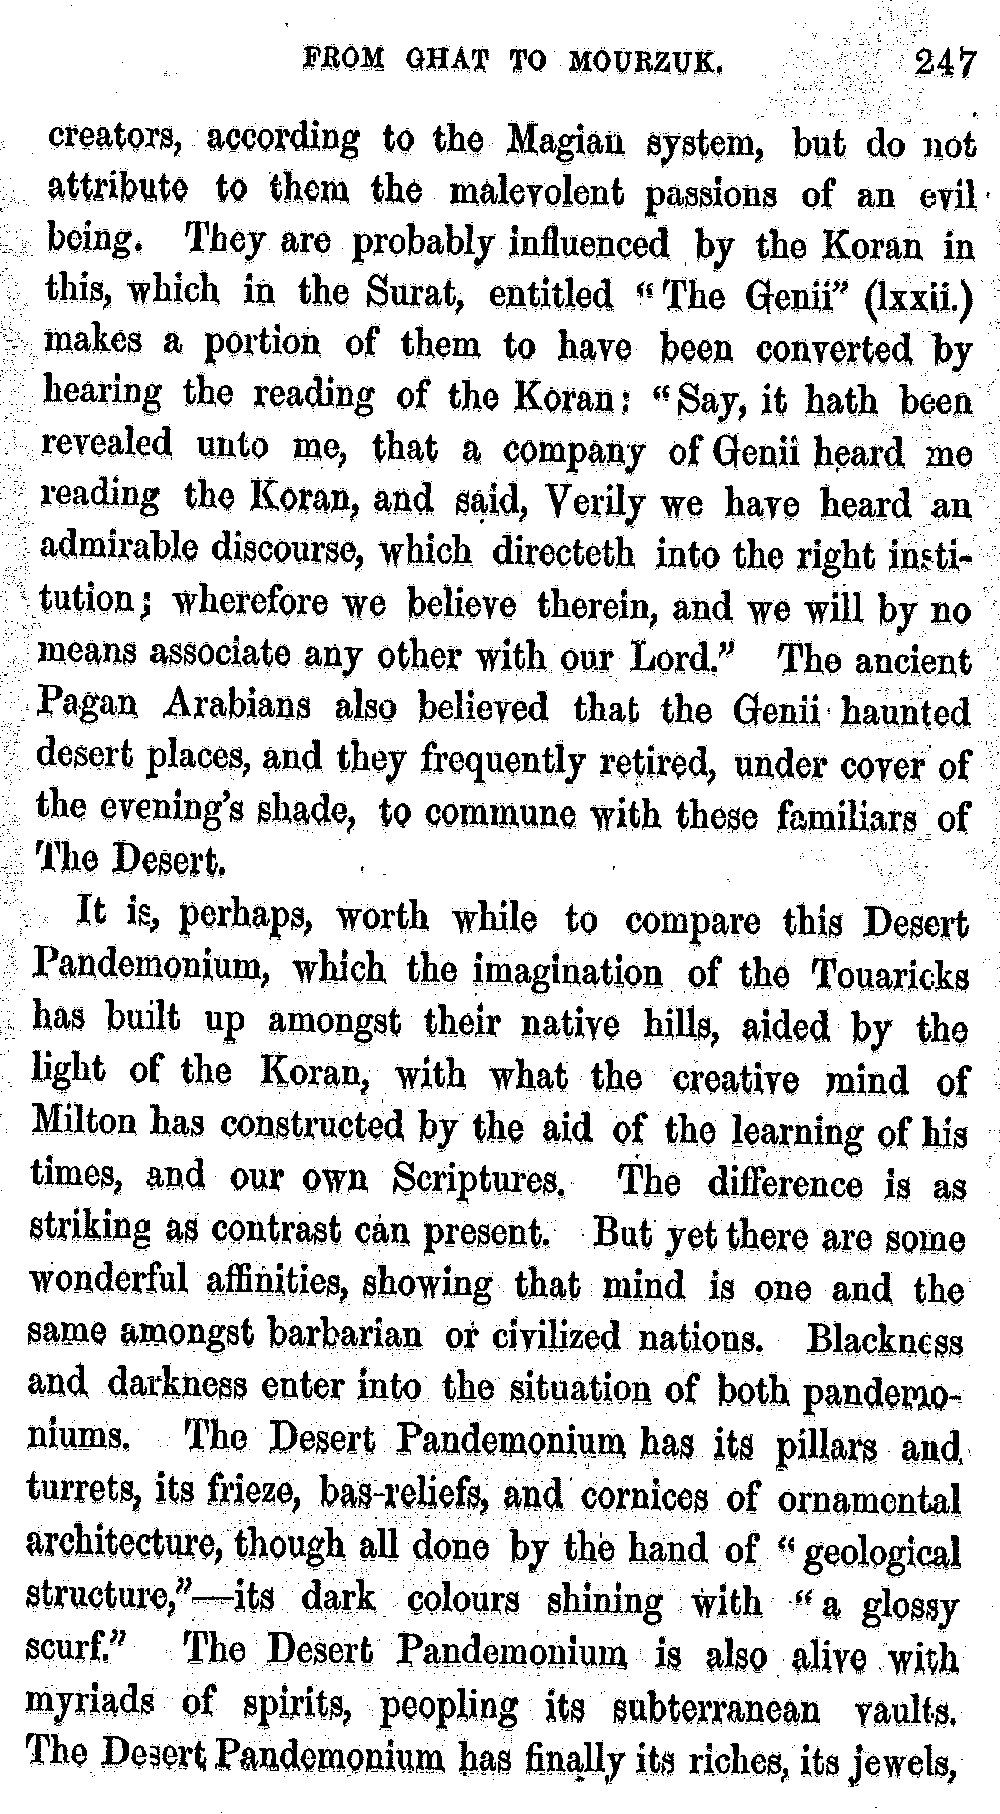 FROM GHAT TO MOURZUK. 247
creators, according to the Magian system, but do not
attribute to them the malevolent passions of an evil
being. They are probably influenced by the Koran in
this, which in the Surat, entitled “The Genii” (lxxii.)
makes a portion of them to have been converted by
hearing the reading of the Koran: “Say, it hath been
revealed unto me, that a company of Genii heard me
reading the Koran, and said, Verily we have heard an
admirable discourse, which directeth into the right insti-
tution; wherefore we believe therein, and we will by no
means associate any other with our Lord.” The ancient
Pagan Arabians also believed that the Genii haunted
desert places, and they frequently retired, under cover of
the evening's shade, to commune with these familiars of
The Desert.
It is, perhaps, worth while to compare this Desert
Pandemonium, which the imagination of the Touaricks
has built up amongst their native hills, aided by the
light of the Koran, with what the creative mind of
Milton has constructed by the aid of the learning of his
times, and our own Scriptures. The difference is as
striking as contrast can present. But yet there are some
wonderful affinities, showing that mind is one and the
same amongst barbarian or civilized nations. Blackness
and darkness enter into the situation of both pandemo-
niums. The Desert Pandemonium has its pillars and
turrets, its frieze, bas-reliefs, and cornices of ornamental
architecture, though all done by the hand of “geological
structure,”—its dark colours shining with “a glossy
scurf.” The Desert Pandemonium is also alive with
myriads of spirits, peopling its subterranean vaults.
The Desert Pandemonium has finally its riches, its jewels,